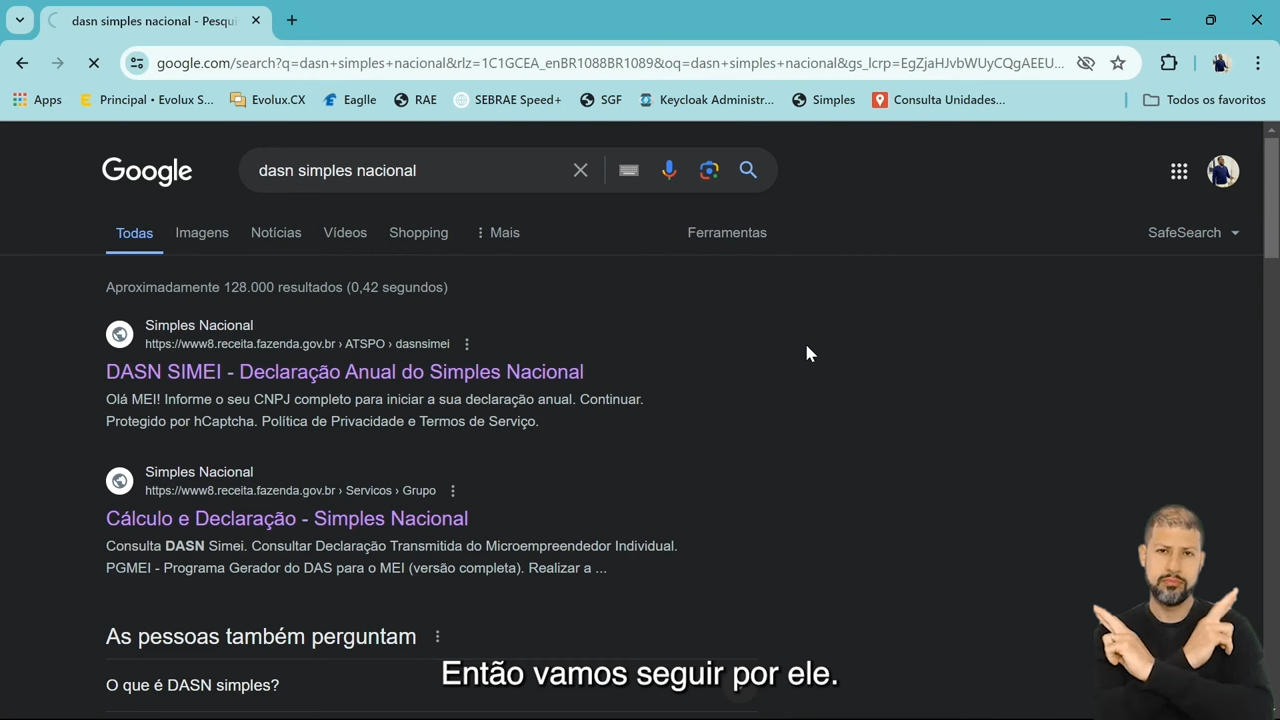 dasn simples nacional - Pesqui
google.com/search?q=dasn+simples+nacional&rlz=1C1GCEA_enBR1088BR1089&oq=dasn+simples+nacional&gs_lcrp=EgZjaHJvbWUyCQgAEEU...
Apps
Principal • Evolux S...
Evolux.CX
Eaglle
RAE
SEBRAE Speed+
SGF
Keycloak Administr...
Simples
Consulta Unidades...
Todos os favoritos
Google
dasn simples nacional
Todas
Imagens
Notícias
Vídeos
Shopping
Mais
Ferramentas
SafeSearch
Aproximadamente 128.000 resultados (0,42 segundos)
Simples Nacional
https://www8.receita.fazenda.gov.br › ATSPO › dasnsimei
DASN SIMEI - Declaração Anual do Simples Nacional
Olá MEI! Informe o seu CNPJ completo para iniciar a sua declaração anual. Continuar.
Protegido por hCaptcha. Política de Privacidade e Termos de Serviço.
Simples Nacional
https://www8.receita.fazenda.gov.br › Servicos › Grupo
Cálculo e Declaração - Simples Nacional
Consulta DASN Simei. Consultar Declaração Transmitida do Microempreendedor Individual.
PGMEI - Programa Gerador do DAS para o MEI (versão completa). Realizar a ...
As pessoas também perguntam
O que é DASN simples?
Então vamos seguir por ele.